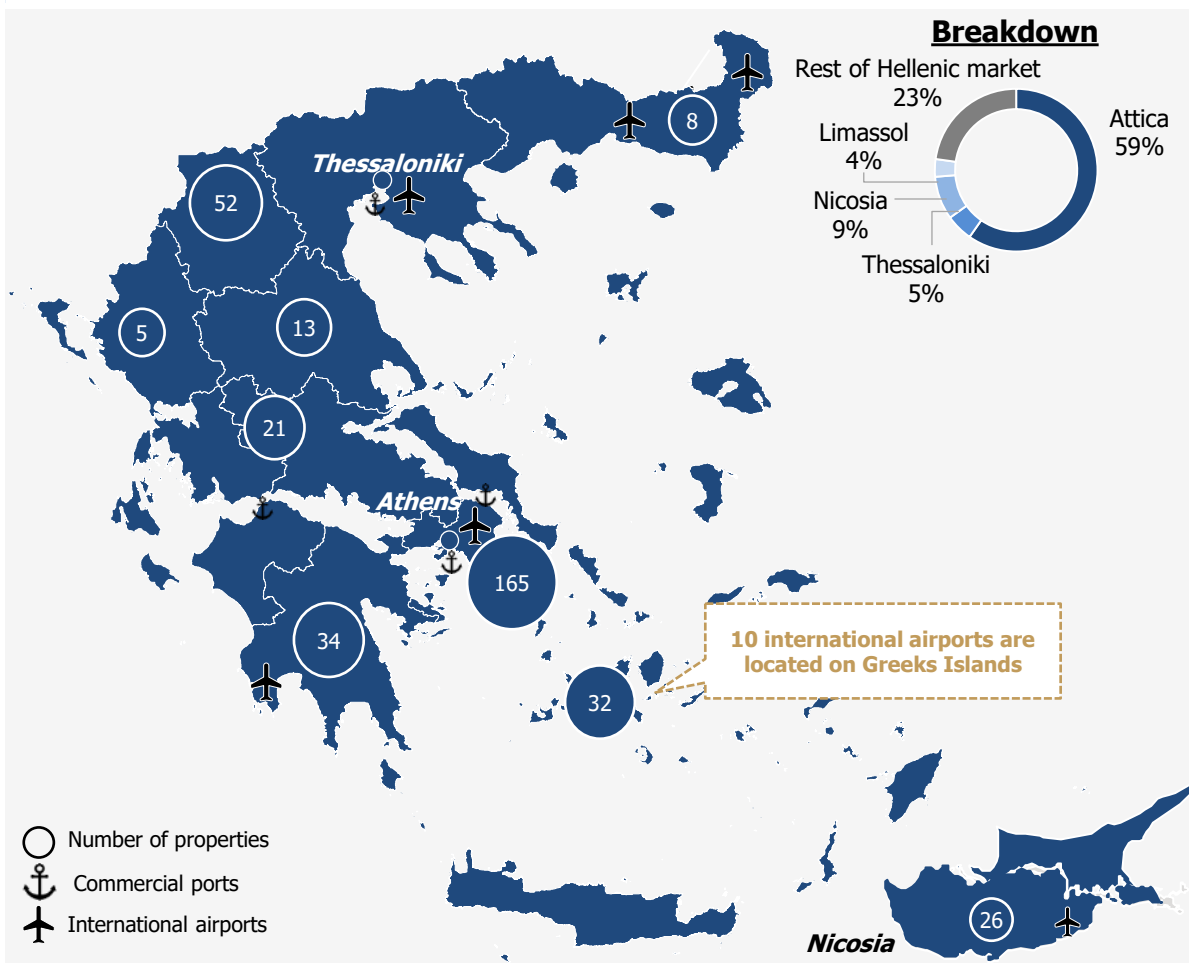 Breakdown
Rest of Hellenic market
23%
Attica
59%
Limassol
4%
Nicosia
9%
Thessaloniki
5%
8
Thessaloniki
52
5
13
21
Athens
165
34
10 international airports are
located on Greeks Islands
32
Number of properties
Commercial ports
International airports
26
Nicosia